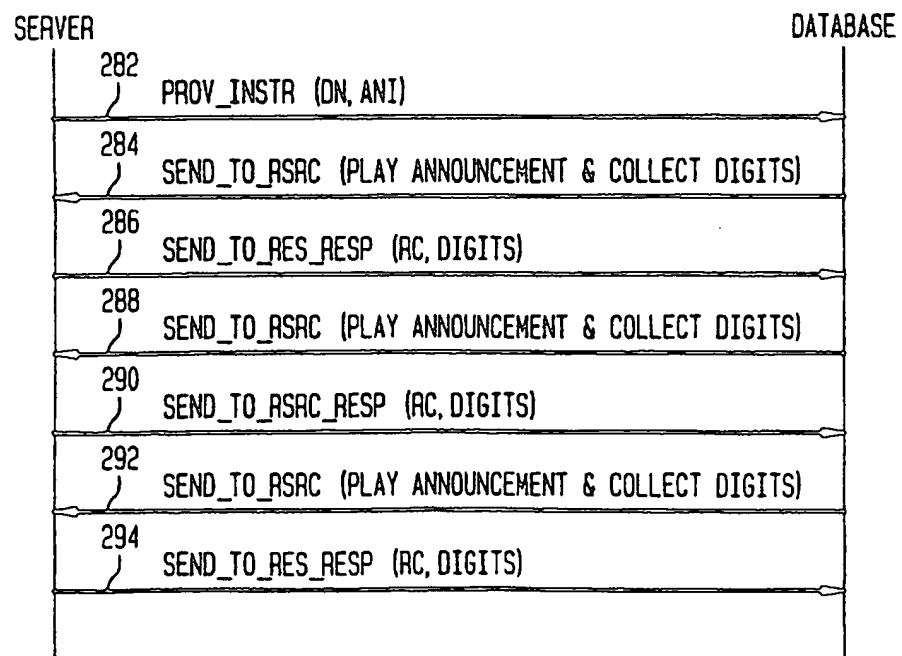 SERVER DATABASE
282
PROV_INSTR (DN, ANI)
284
SEND_TO_RSRC (PLAY ANNOUNCEMENT & COLLECT DIGITS)
286
SEND_TO_RES_RESP (RC, DIGITS)
288
SEND_TO_RSRC (PLAY ANNOUNCEMENT & COLLECT DIGITS)
290
SEND_TO_RSRC_RESP (RC, DIGITS)
292
SEND_TO_RSRC (PLAY ANNOUNCEMENT & COLLECT DIGITS)
294
SEND_TO_RES_RESP (RC, DIGITS)